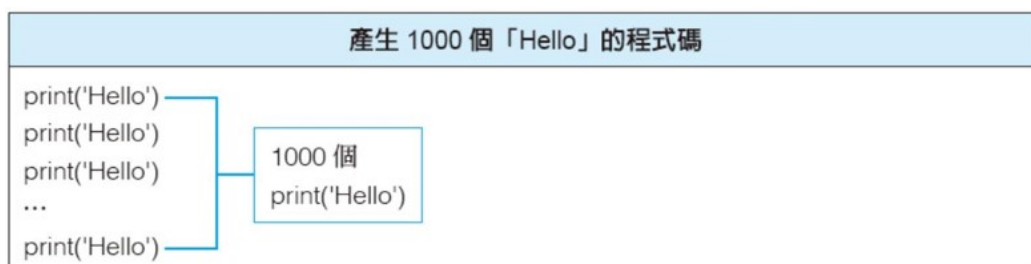 產生 1000 個「Hello」的程式碼
print('Hello')
print('Hello')
print('Hello')
…
print('Hello')
1000 個
print('Hello')